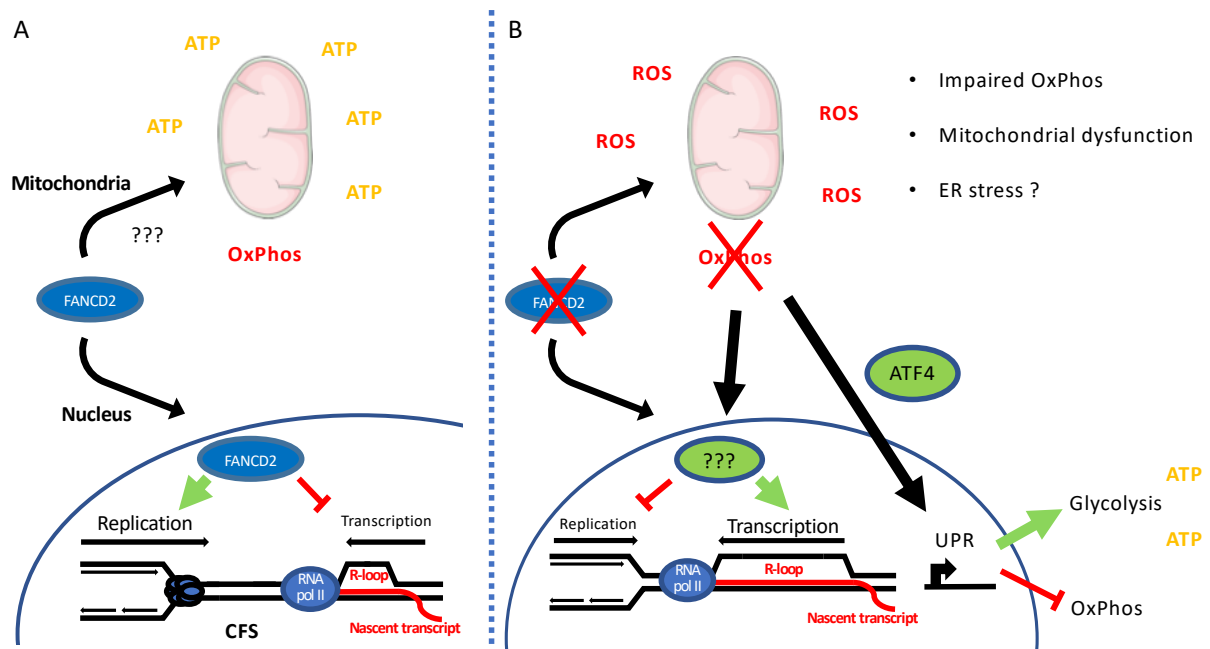 A
ATP
ATP
ATP
ATP
ATP
Mitochondria
???
OxPhos
FANCD2
Nucleus
FANCD2
Replication
Transcription
RNA
pol II
R-loop
CFS
Nascent transcript
B
ROS
ROS
ROS
ROS
• Impaired OxPhos
• Mitochondrial dysfunction
• ER stress ?
OxPhos
FANCD2
ATF4
???
Replication
Transcription
RNA
pol II
R-loop
Nascent transcript
UPR
ATP
Glycolysis
ATP
OxPhos